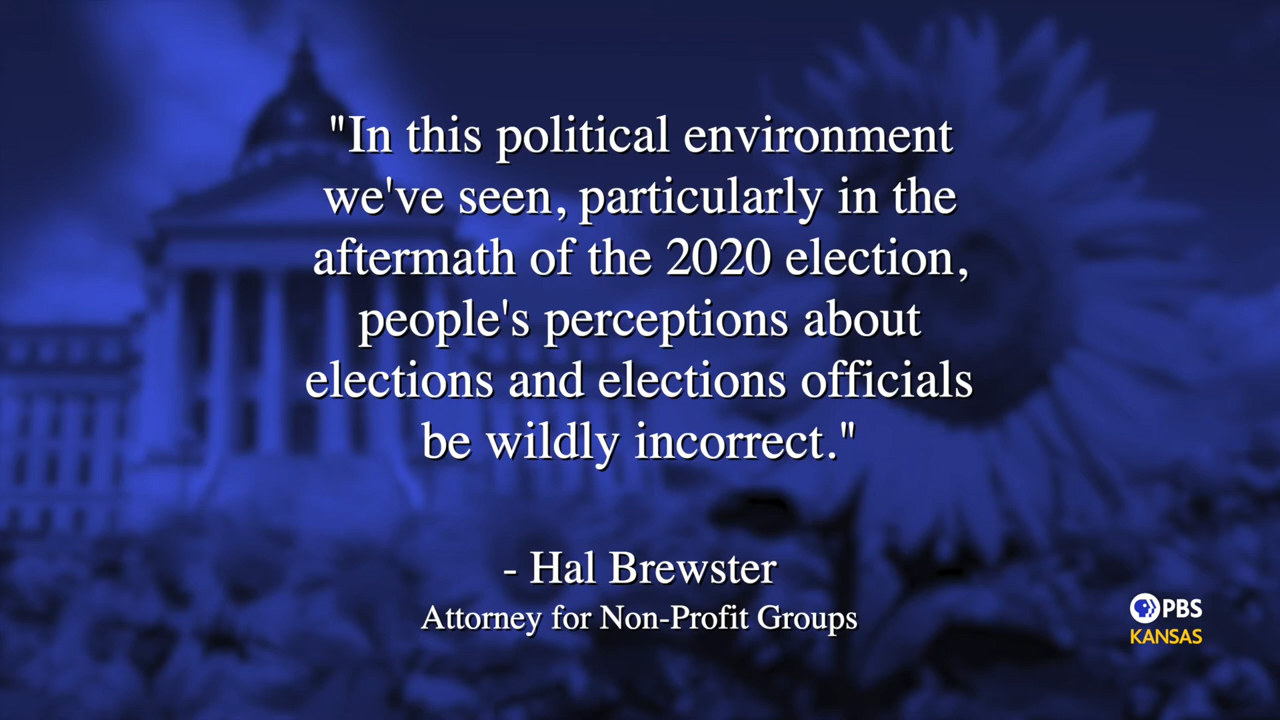 "In this political environment
we've seen, particularly in the
aftermath of the 2020 election,
people's perceptions about
elections and elections officials
be wildly incorrect."
- Hal Brewster
Attorney for Non-Profit Groups
PBS
KANSAS